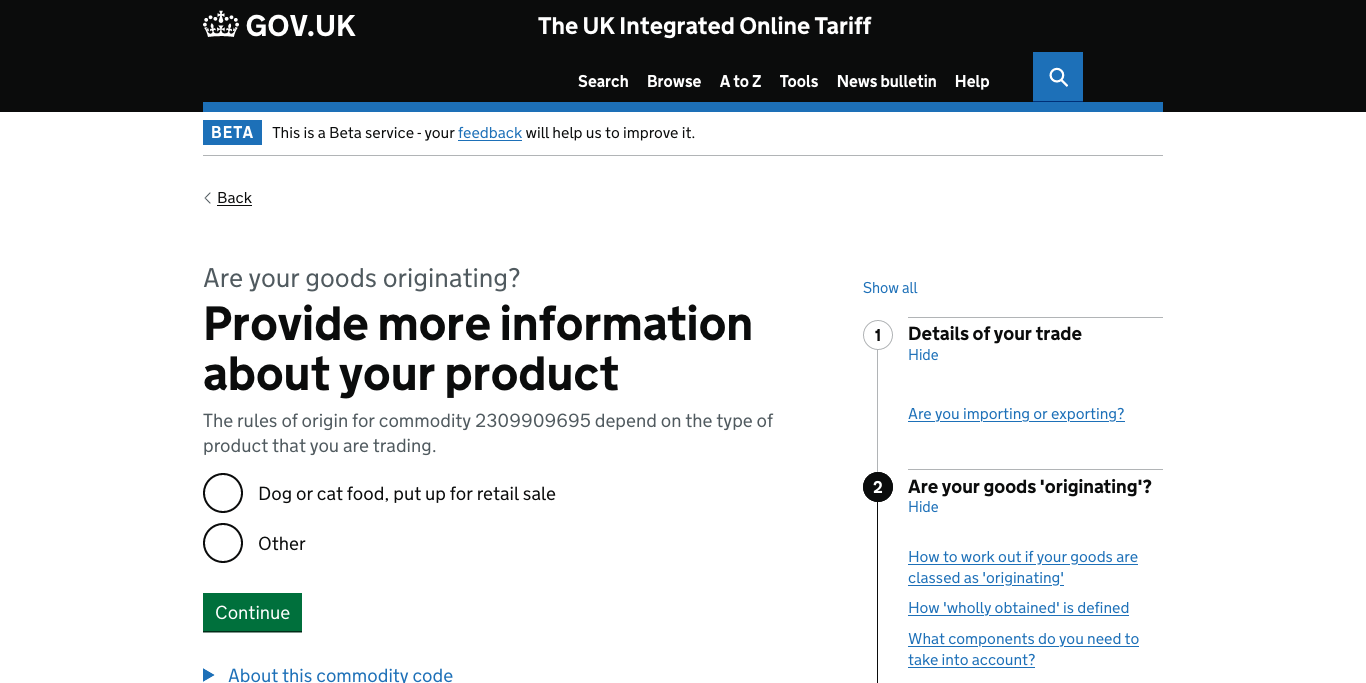 GOV.UK
The UK Integrated Online Tariff
Search Browse A to Z Tools News bulletin Help
BETA This is a Beta service - your feedback will help us to improve it.
Back
Are your goods originating?
Provide more information
about your product
The rules of origin for commodity 2309909695 depend on the type of
product that you are trading.
Dog or cat food, put up for retail sale
Other
Continue
About this commodity code
Show all
1 Details of your trade
Hide
Are you importing or exporting?
2 Are your goods 'originating'?
Hide
How to work out if your goods are
classed as 'originating'
How 'wholly obtained' is defined
What components do you need to
take into account?